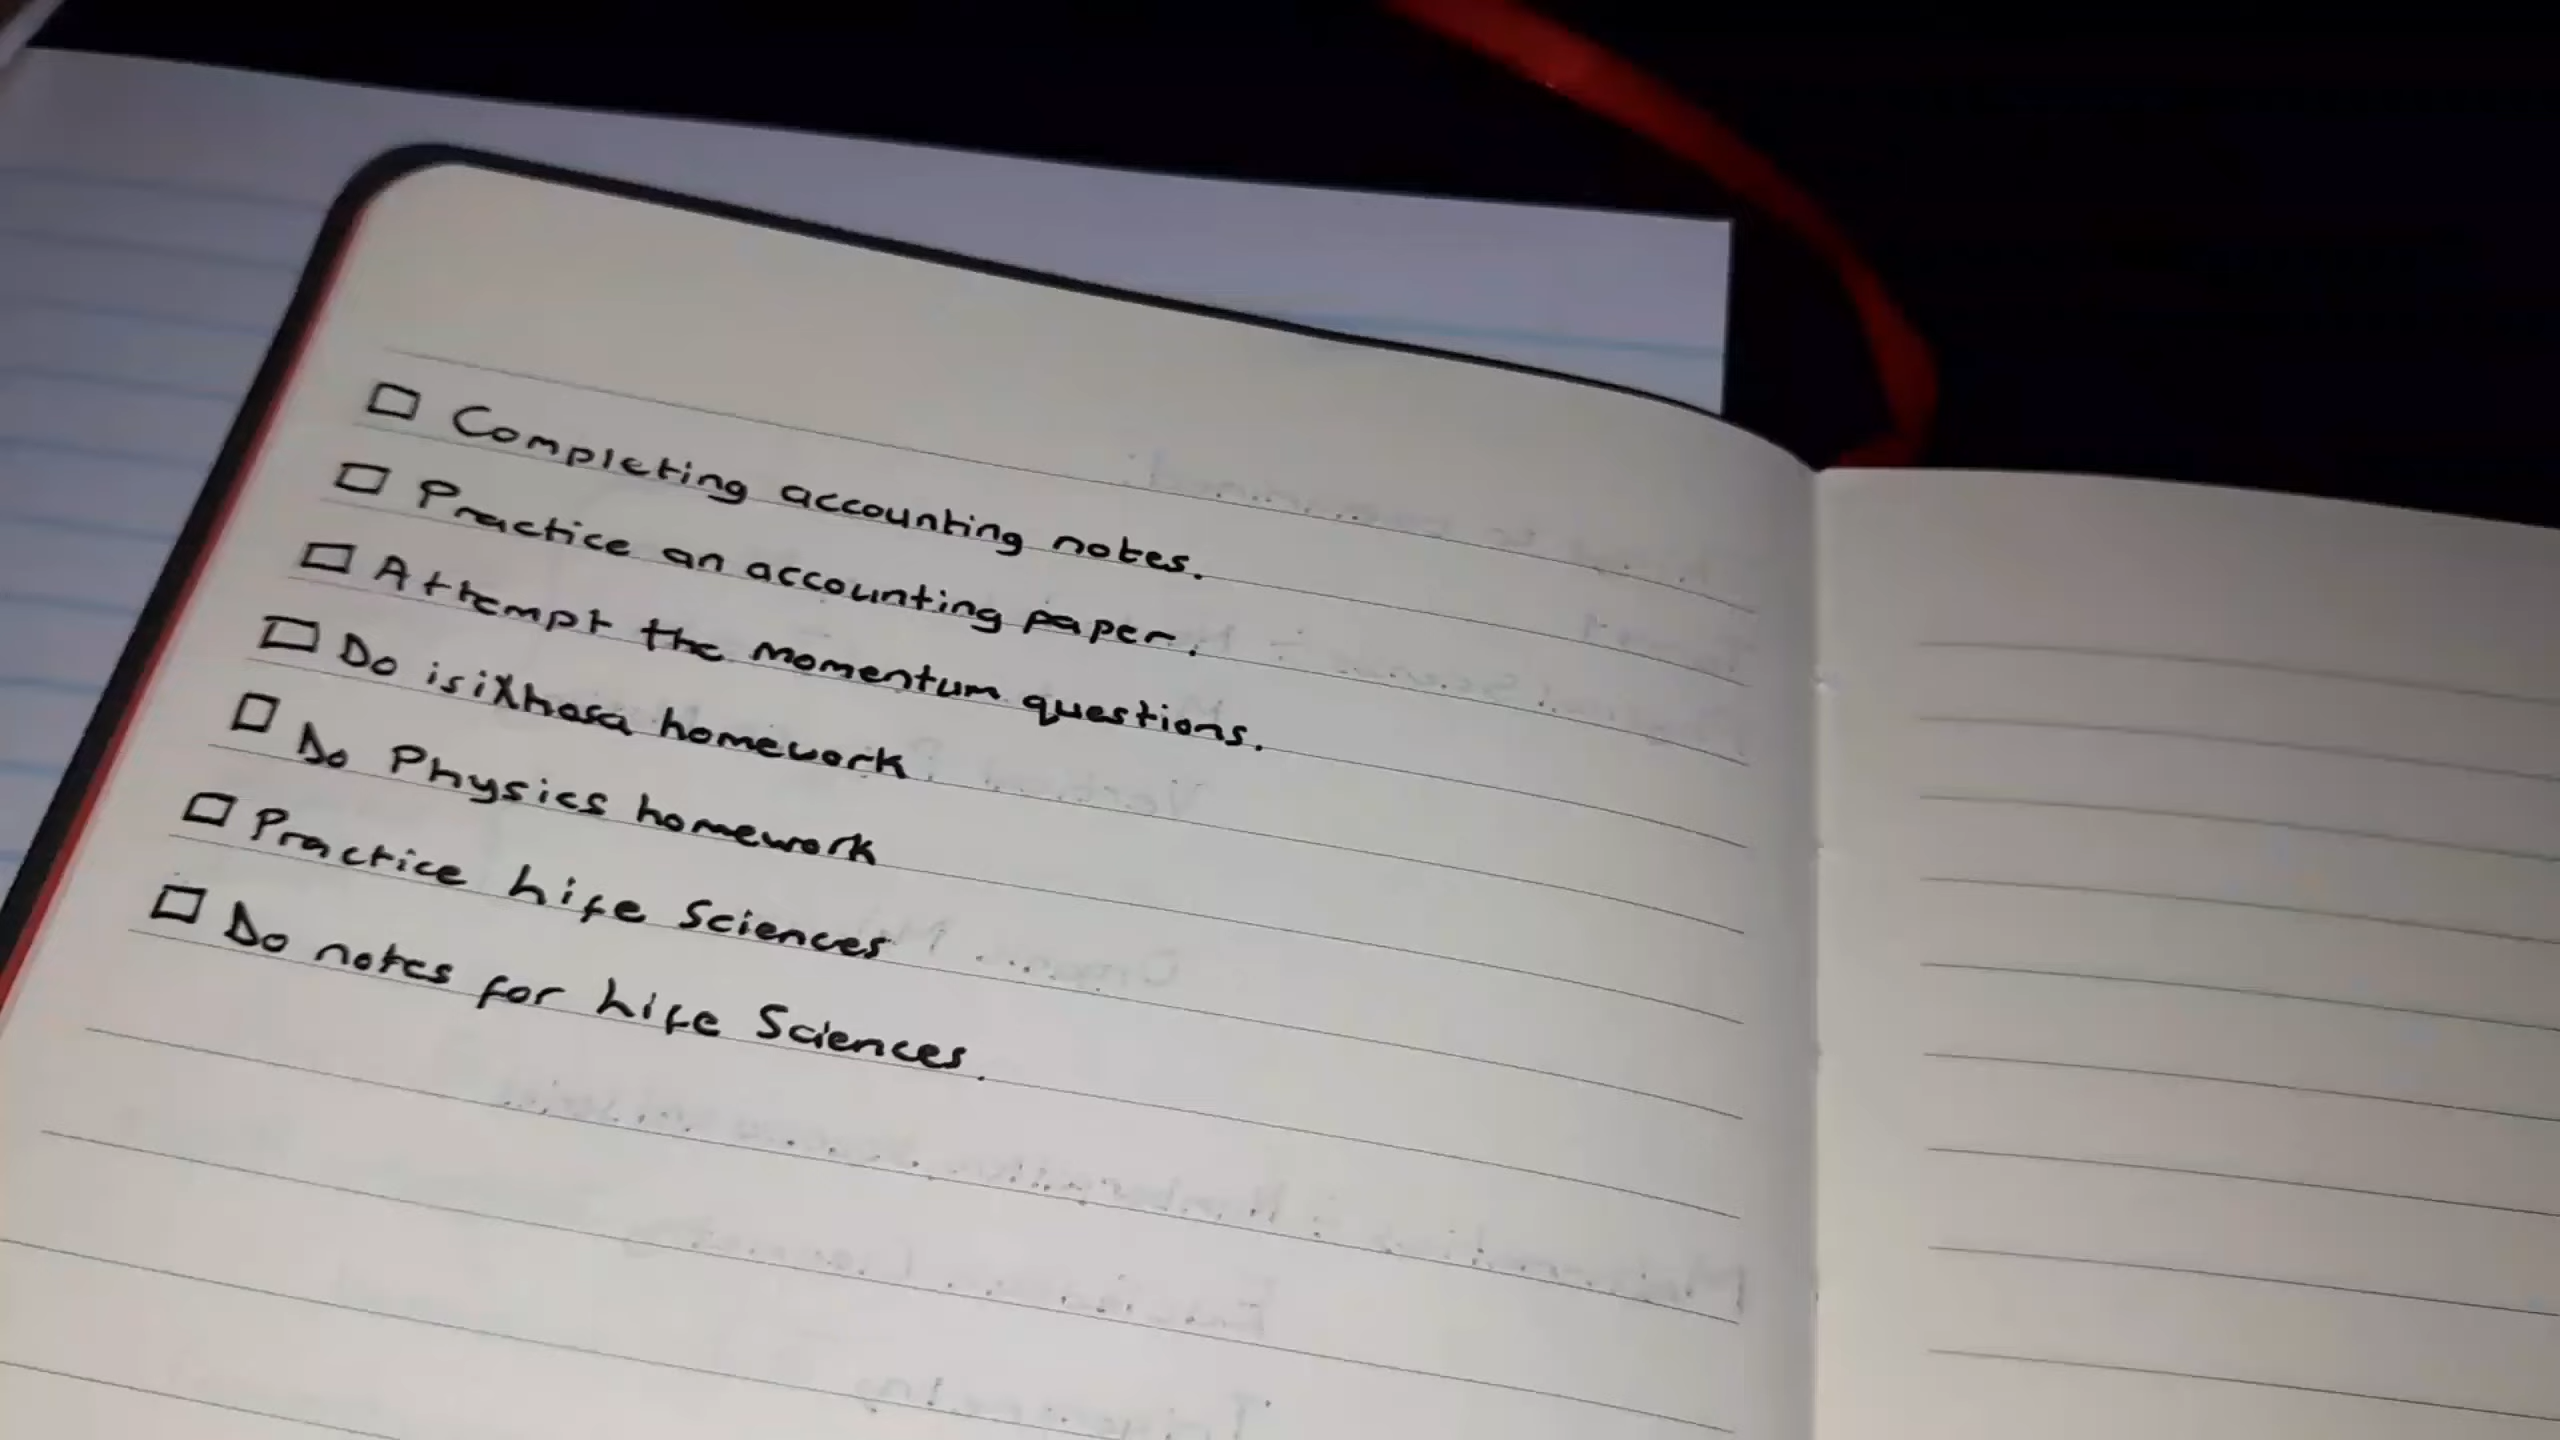 ☐ Completing accounting notes.
☐ Practice an accounting paper.
☐ Attempt the momentum questions.
☐ Do isiXhosa homework
☐ Do Physics homework
☐ Practice Life Sciences
☐ Do notes for Life Sciences.